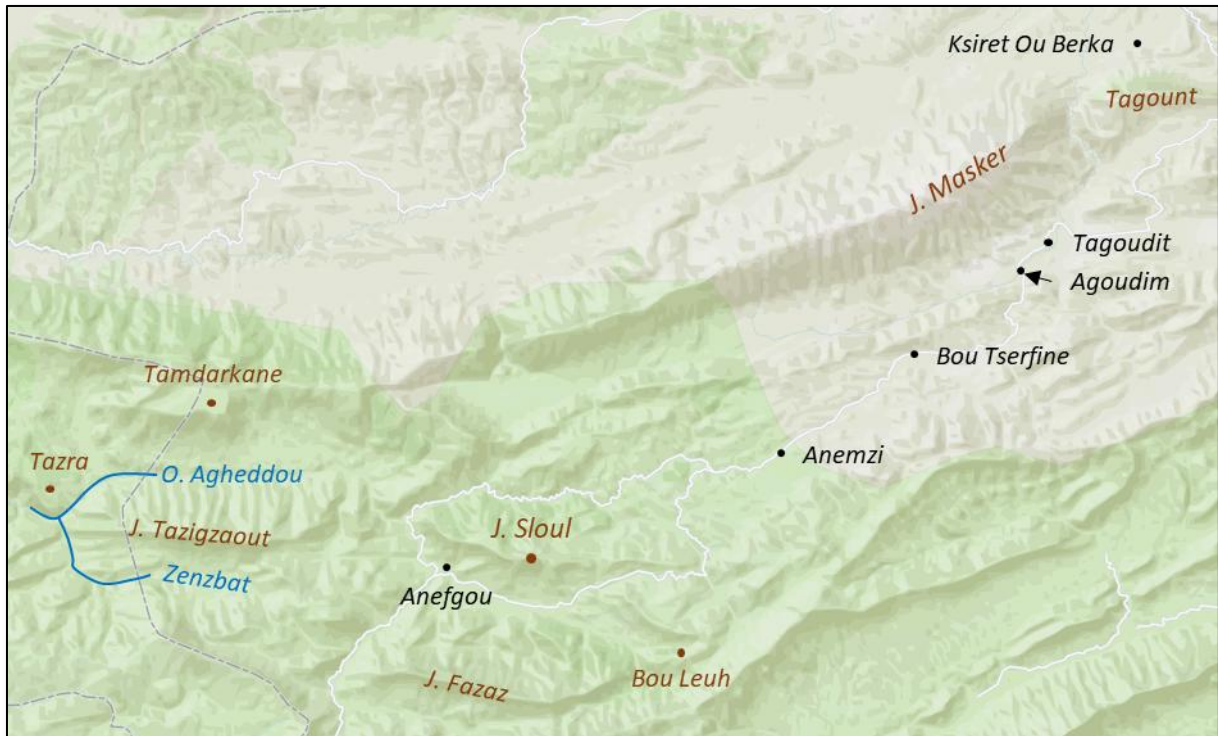 Ksiret Ou Berka
Tagount
J. Masker
Tagoudit
Agoudim
Bou Tserfine
Tamdarkane
Anemzi
Tazra
O. Agheddou
J. Tazigzaout
J. Sloul
Zenzbat
Anefgou
J. Fazaz
Bou Leuh